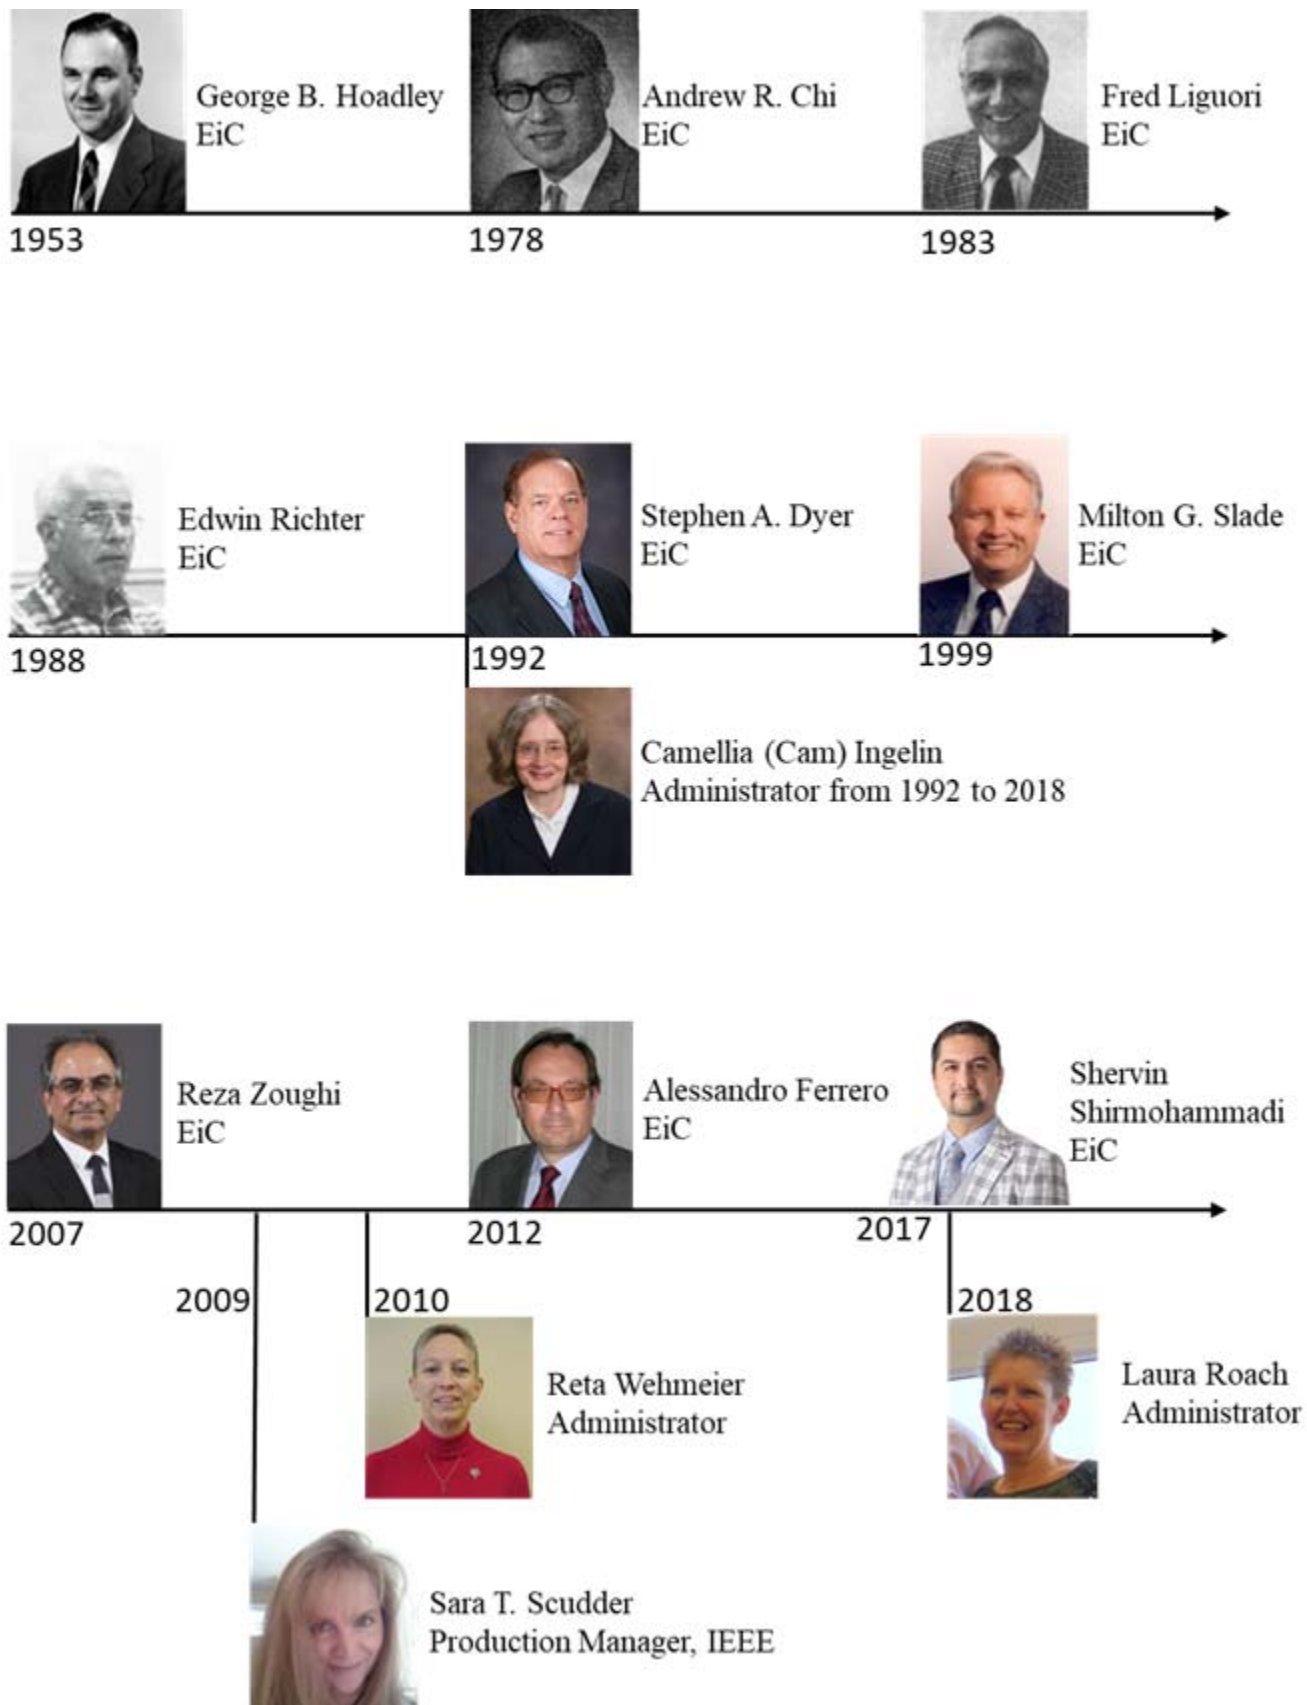 George B. Hoadley
EiC
Andrew R. Chi
EiC
Fred Liguori
EiC
1953
1978
1983
Edwin Richter
EiC
Stephen A. Dyer
EiC
Milton G. Slade
EiC
1988
1992
1999
Camellia (Cam) Ingelin
Administrator from 1992 to 2018
Reza Zoughi
EiC
Alessandro Ferrero
EiC
Shervin
Shirmohammadi
EiC
2007
2012
2017
2009
2010
2018
Reta Wehmeier
Administrator
Laura Roach
Administrator
Sara T. Scudder
Production Manager, IEEE